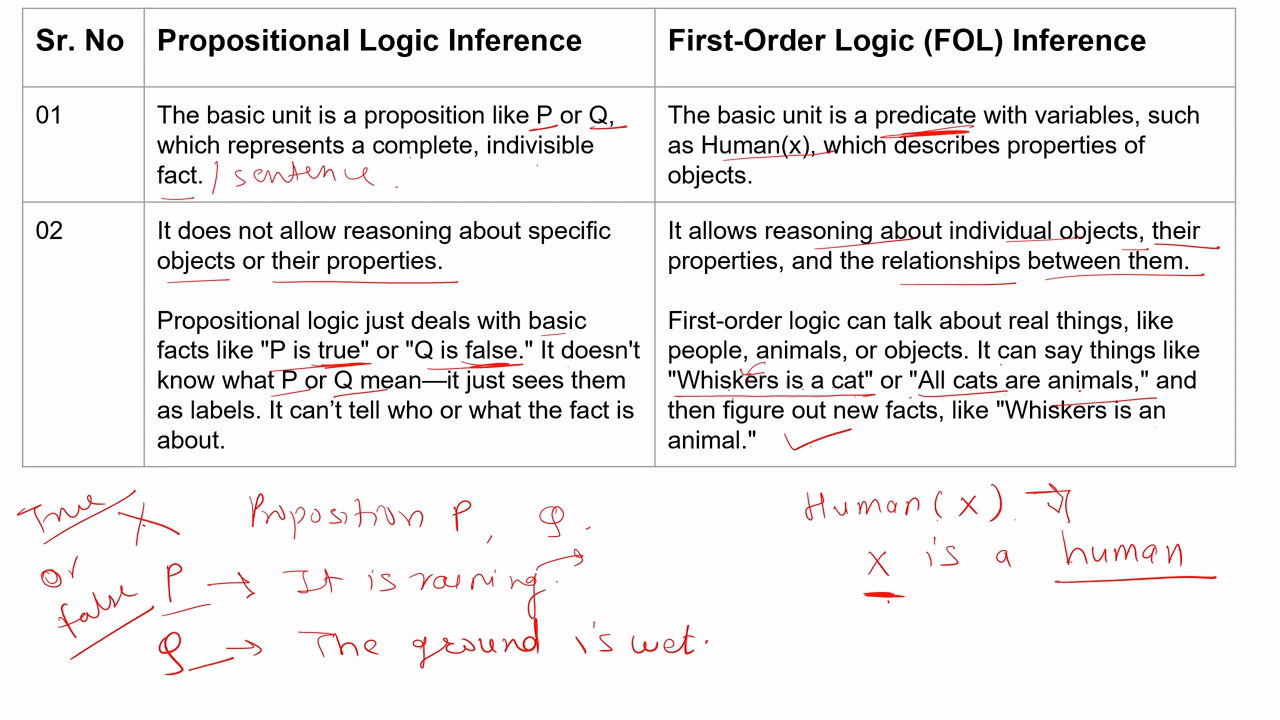 Sr. No
Propositional Logic Inference
First-Order Logic (FOL) Inference
01
The basic unit is a proposition like P or Q,
which represents a complete, indivisible
fact. / sentence.
The basic unit is a predicate with variables, such
as Human(x), which describes properties of
objects.
02
It does not allow reasoning about specific
objects or their properties.
Propositional logic just deals with basic
facts like "P is true" or "Q is false." It doesn't
know what P or Q mean—it just sees them
as labels. It can’t tell who or what the fact is
about.
It allows reasoning about individual objects, their
properties, and the relationships between them.
First-order logic can talk about real things, like
people, animals, or objects. It can say things like
"Whiskers is a cat" or "All cats are animals," and
then figure out new facts, like "Whiskers is an
animal."
True
or
false
Proposition P, Q.
P → It is raining.
Q → The ground is wet.
Human(x). →
x is a human